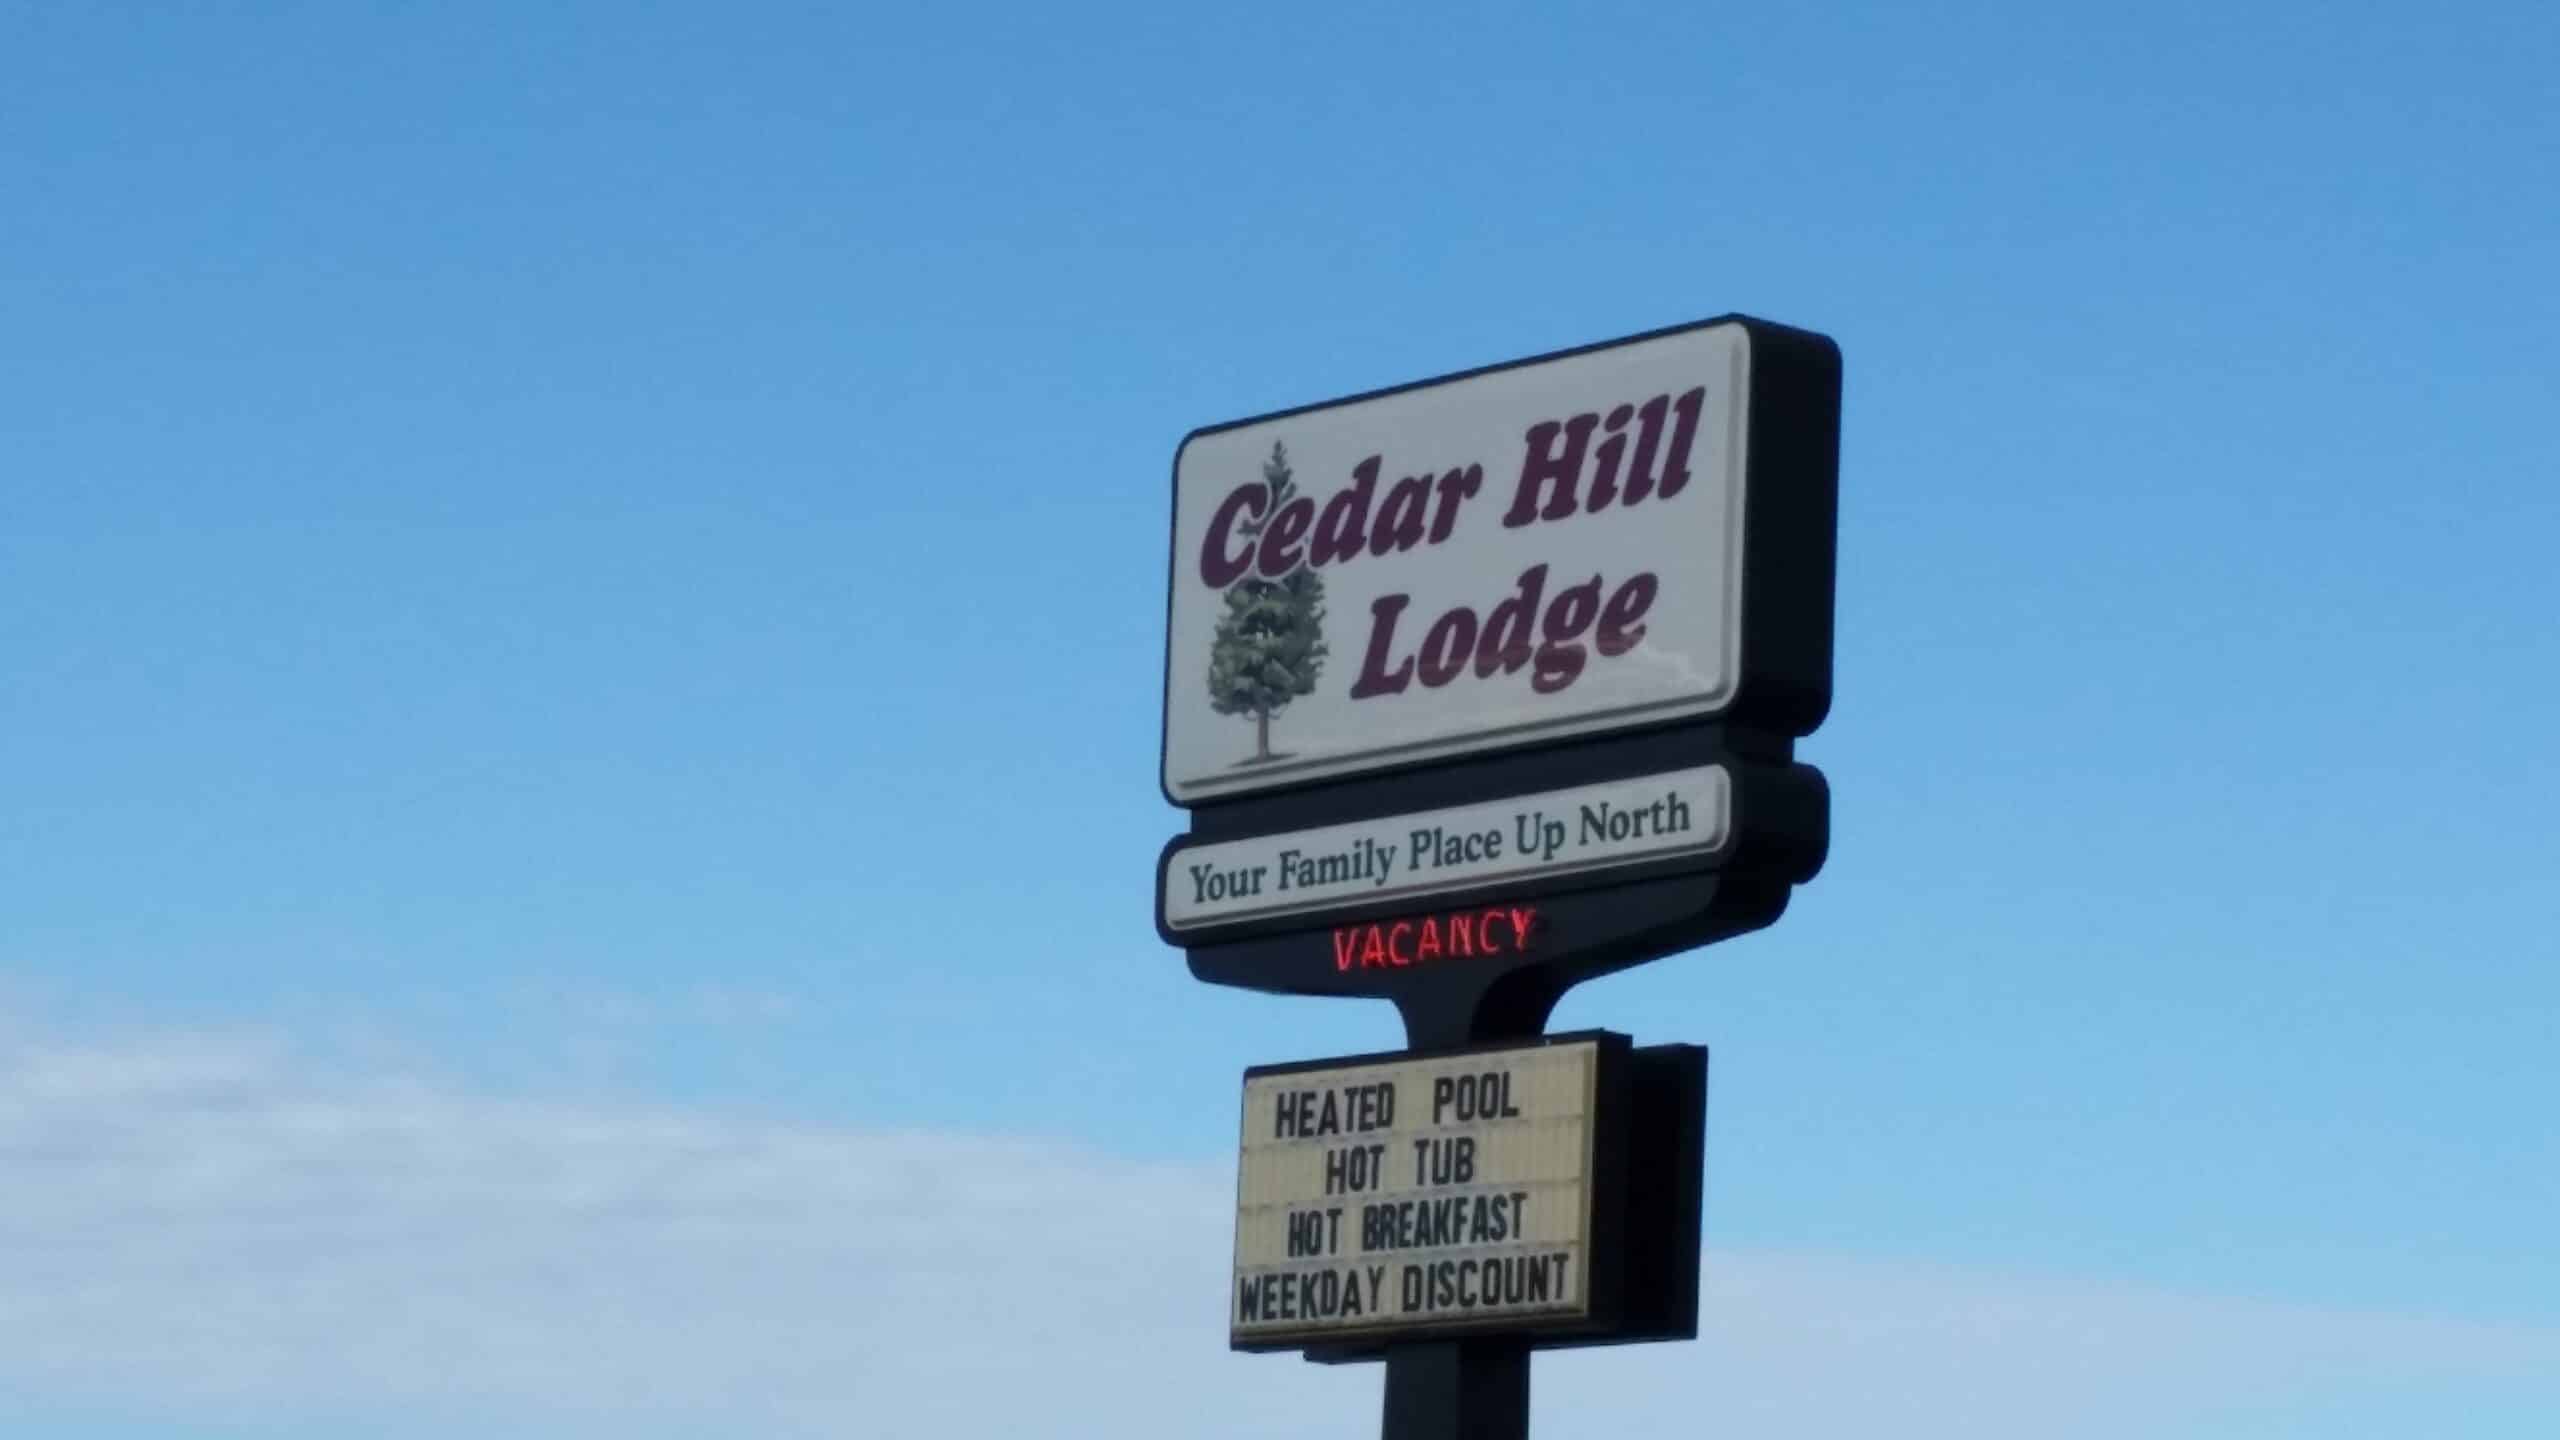 Cedar Hill
Lodge
Your Family Place Up North
VACANCY
HEATED POOL
HOT TUB
HOT BREAKFAST
WEEKDAY DISCOUNT